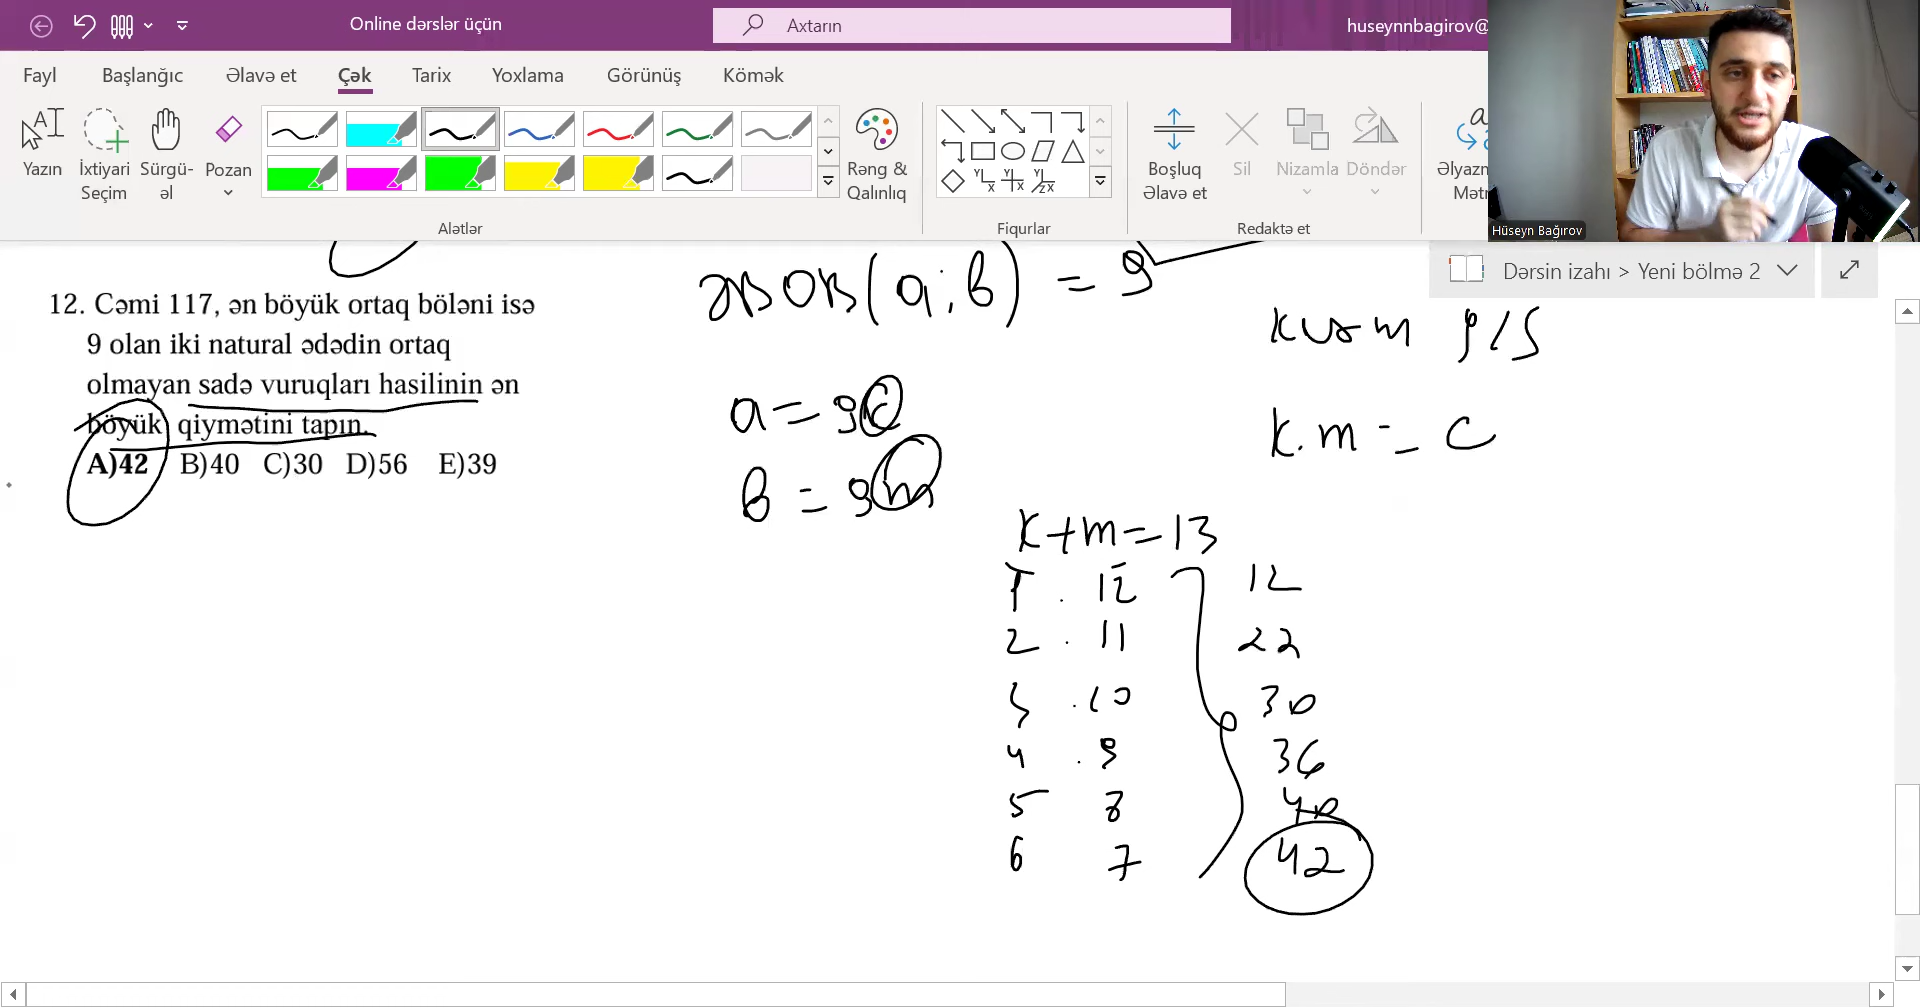 Online dərslər üçün
Axtarın
huseynnbagirov@
Fayl Başlanğıc Əlavə et Çək Tarix Yoxlama Görünüş Kömək
Yazın
İxtiyari Seçim
Sürgü-əl
Pozan
Rəng & Qalınlıq
Boşluq Əlavə et
Sil
Nizamla
Döndər
Alətlər
Fiqurlar
Redaktə et
Hüseyn Bağırov
Dərsin izahı > Yeni bölmə 2
12. Cəmi 117, ən böyük ortaq böləni isə
9 olan iki natural ədədin ortaq
olmayan sadə vuruqları hasilinin ən
böyük qiymətini tapın.
A)42 B)40 C)30 D)56 E)39
ƏBOB(a;b) = 9
a = 9
b = 9m
k.m = C
k+m=13
1 . 12 12
2 . 11 22
3 . 10 30
4 . 9 36
5 8 40
6 7 42